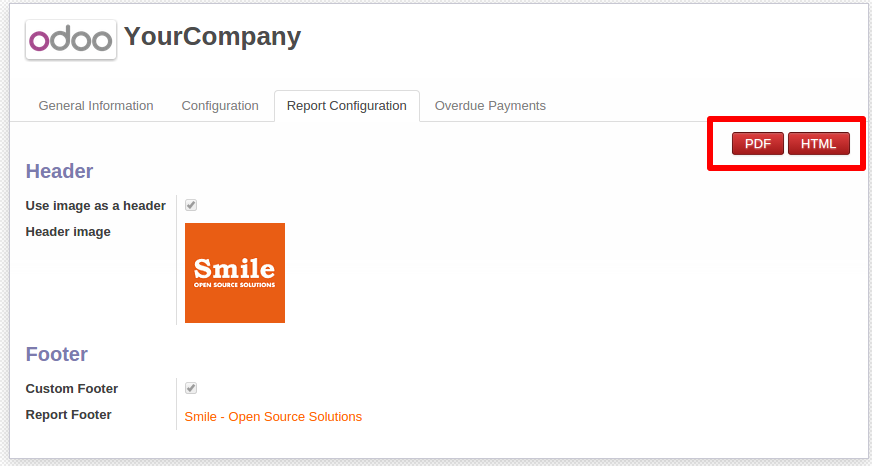 odoo YourCompany
General Information Configuration Report Configuration Overdue Payments
PDF HTML
Header
Use image as a header
Header image
Smile
OPEN SOURCE SOLUTIONS
Footer
Custom Footer
Report Footer Smile - Open Source Solutions